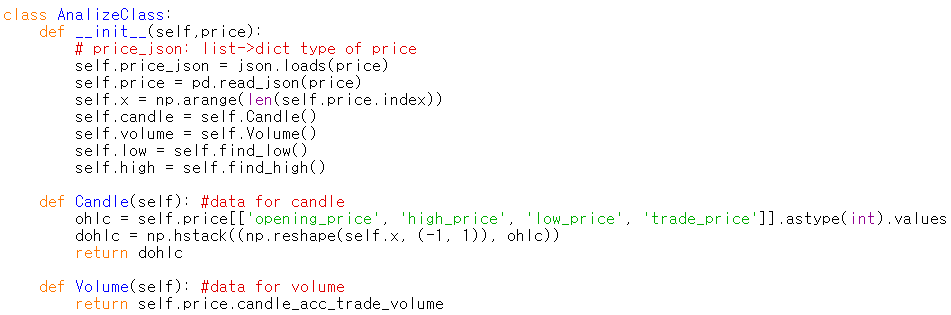 class AnalizeClass:
    def __init__(self,price):
        # price_json: list->dict type of price
        self.price_json = json.loads(price)
        self.price = pd.read_json(price)
        self.x = np.arange(len(self.price.index))
        self.candle = self.Candle()
        self.volume = self.Volume()
        self.low = self.find_low()
        self.high = self.find_high()

    def Candle(self): #data for candle
        ohlc = self.price[['opening_price', 'high_price', 'low_price', 'trade_price']].astype(int).values
        dohlc = np.hstack((np.reshape(self.x, (-1, 1)), ohlc))
        return dohlc

    def Volume(self): #data for volume
        return self.price.candle_acc_trade_volume